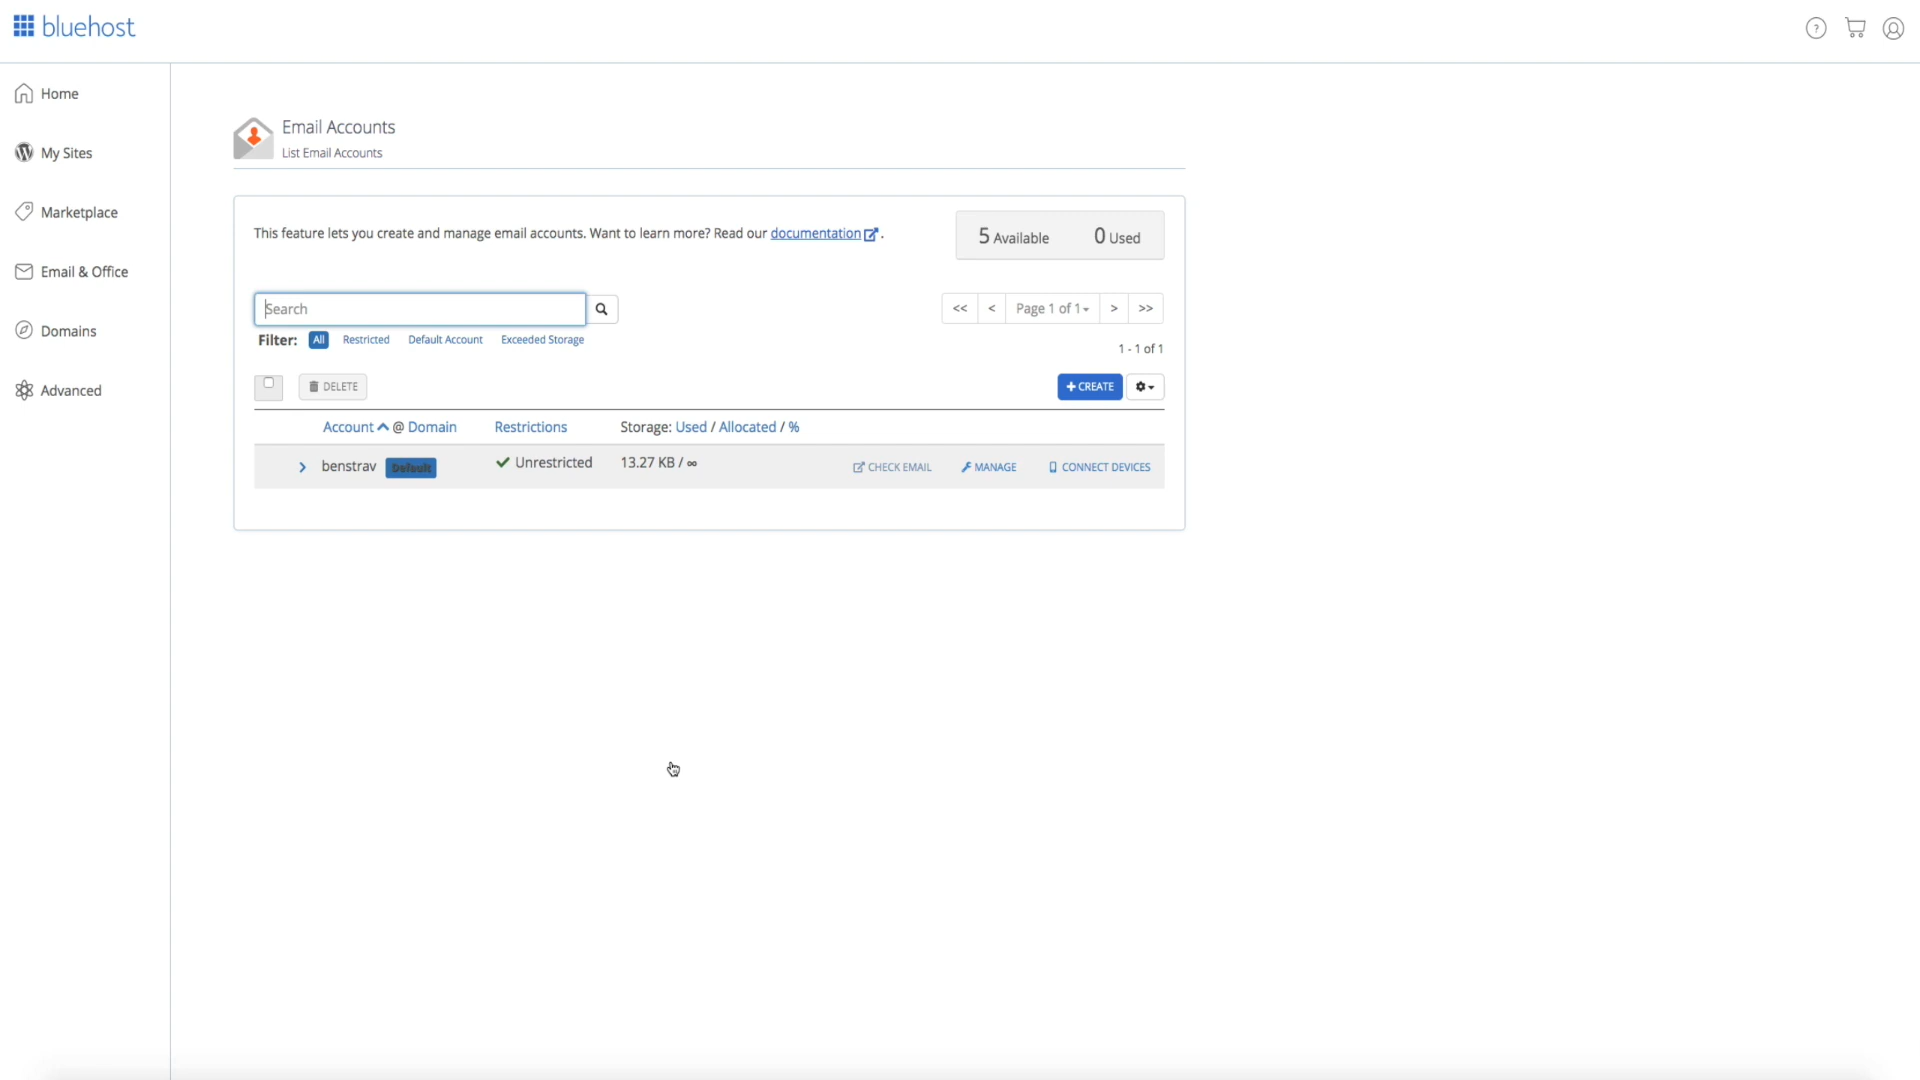 bluehost
?
Home
My Sites
Marketplace
Email & Office
Domains
Advanced
Email Accounts
List Email Accounts
This feature lets you create and manage email accounts. Want to learn more? Read our documentation .
5 Available 0 Used
Search
<< < Page 1 of 1 > >>
Filter: All Restricted Default Account Exceeded Storage
1 - 1 of 1
DELETE
+ CREATE
Account @ Domain Restrictions Storage: Used / Allocated / %
benstrav Default Unrestricted 13.27 KB / ∞ CHECK EMAIL MANAGE CONNECT DEVICES